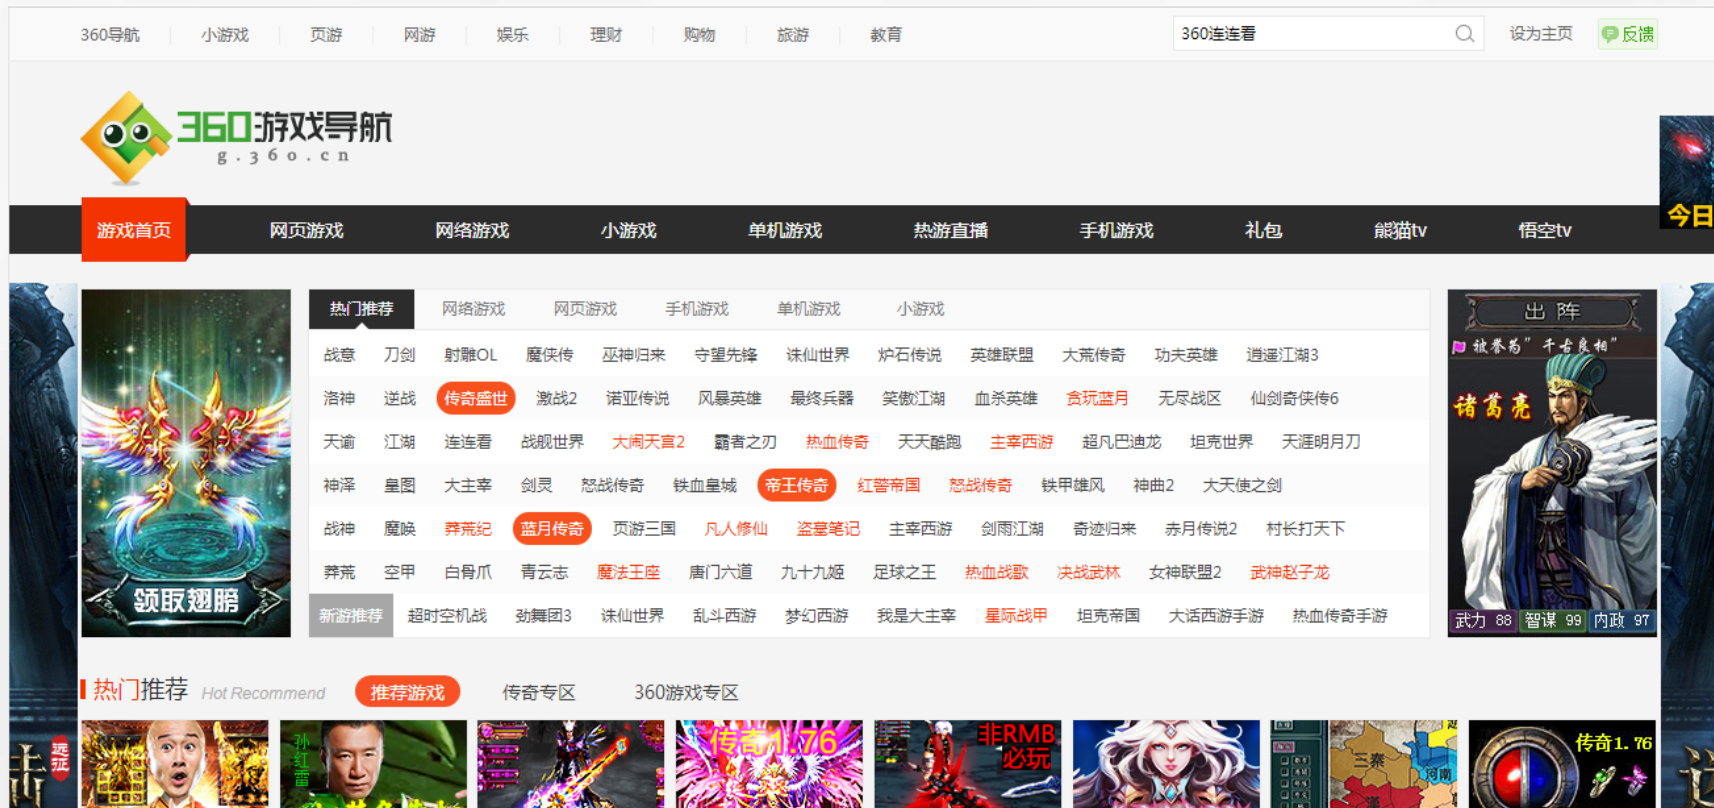 360导航 小游戏 页游 网游 娱乐 理财 购物 旅游 教育 360连连看 设为主页 反馈
360游戏导航
g.360.cn
今日
游戏首页 网页游戏 网络游戏 小游戏 单机游戏 热游直播 手机游戏 礼包 熊猫tv 悟空tv
领取翅膀
热门推荐 网络游戏 网页游戏 手机游戏 单机游戏 小游戏
战意 刀剑 射雕OL 魔侠传 巫神归来 守望先锋 诛仙世界 炉石传说 英雄联盟 大荒传奇 功夫英雄 逍遥江湖3
洛神 逆战 传奇盛世 激战2 诺亚传说 风暴英雄 最终兵器 笑傲江湖 血杀英雄 贪玩蓝月 无尽战区 仙剑奇侠传6
天谕 江湖 连连看 战舰世界 大闹天宫2 霸者之刃 热血传奇 天天酷跑 主宰西游 超凡巴迪龙 坦克世界 天涯明月刀
神泽 皇图 大主宰 剑灵 怒战传奇 铁血皇城 帝王传奇 红警帝国 怒战传奇 铁甲雄风 神曲2 大天使之剑
战神 魔唤 莽荒纪 蓝月传奇 页游三国 凡人修仙 盗墓笔记 主宰西游 剑雨江湖 奇迹归来 赤月传说2 村长打天下
莽荒 空甲 白骨爪 青云志 魔法王座 唐门六道 九十九姬 足球之王 热血战歌 决战武林 女神联盟2 武神赵子龙
新游推荐 超时空机战 劲舞团3 诛仙世界 乱斗西游 梦幻西游 我是大主宰 星际战甲 坦克帝国 大话西游手游 热血传奇手游
出阵
被誉为"千古良相"
诸葛亮
武力 88 智谋 99 内政 97
热门推荐 Hot Recommend 推荐游戏 传奇专区 360游戏专区
远征
孙红雷
传奇1.76
非RMB
必玩
三秦
河南
传奇1.76